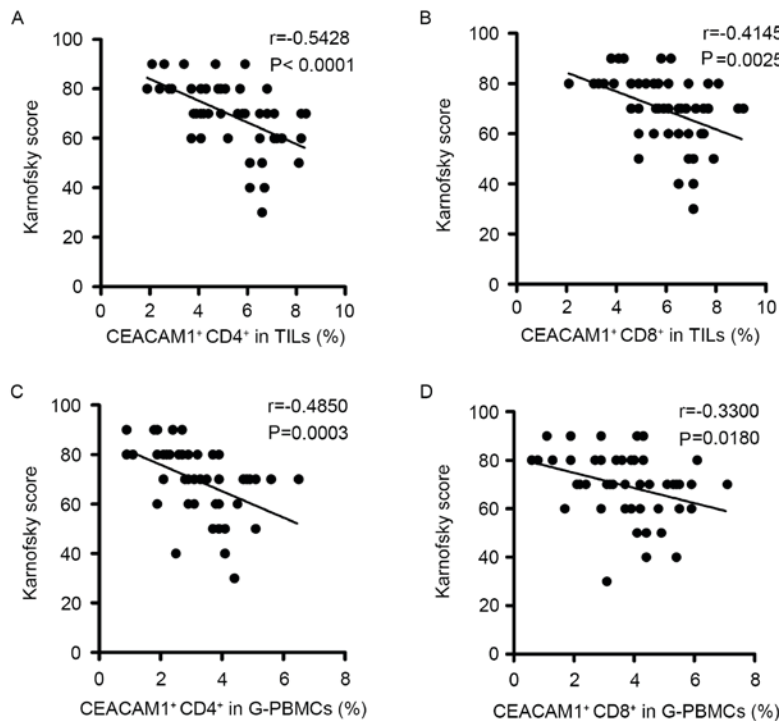 A
r=-0.5428
P< 0.0001
100
80
60
40
20
0
0 2 4 6 8 10
Karnofsky score
CEACAM1⁺ CD4⁺ in TILs (%)
B
r=-0.4145
P=0.0025
100
80
60
40
20
0
0 2 4 6 8 10
Karnofsky score
CEACAM1⁺ CD8⁺ in TILs (%)
C
r=-0.4850
P=0.0003
100
80
60
40
20
0
0 2 4 6 8
Karnofsky score
CEACAM1⁺ CD4⁺ in G-PBMCs (%)
D
r=-0.3300
P=0.0180
100
80
60
40
20
0
0 2 4 6 8
Karnofsky score
CEACAM1⁺ CD8⁺ in G-PBMCs (%)